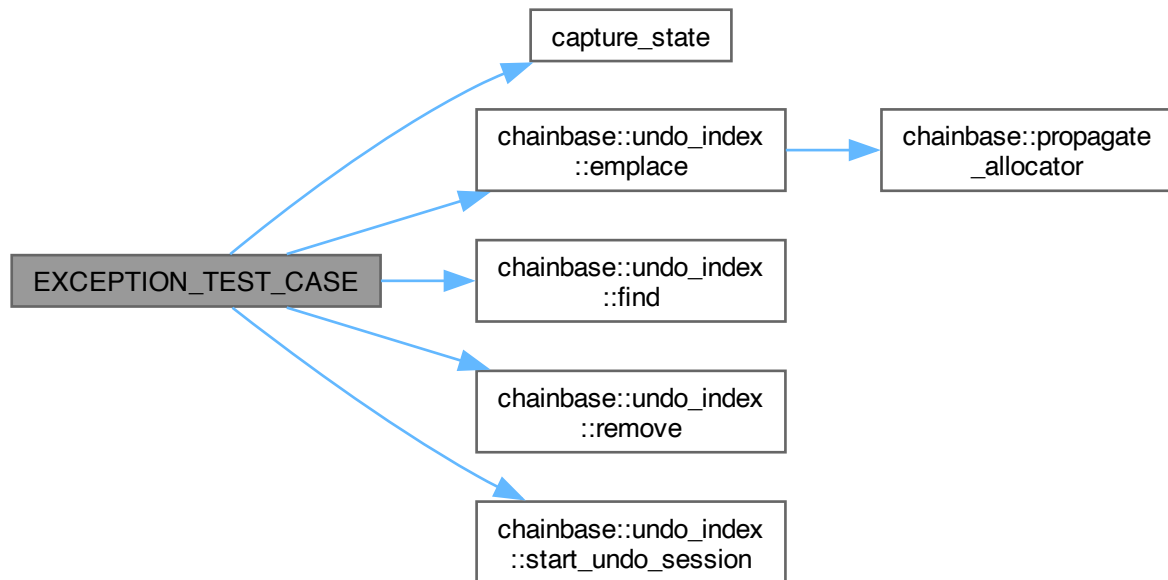 capture_state
chainbase::undo_index
::emplace
chainbase::propagate
_allocator
EXCEPTION_TEST_CASE
chainbase::undo_index
::find
chainbase::undo_index
::remove
chainbase::undo_index
::start_undo_session